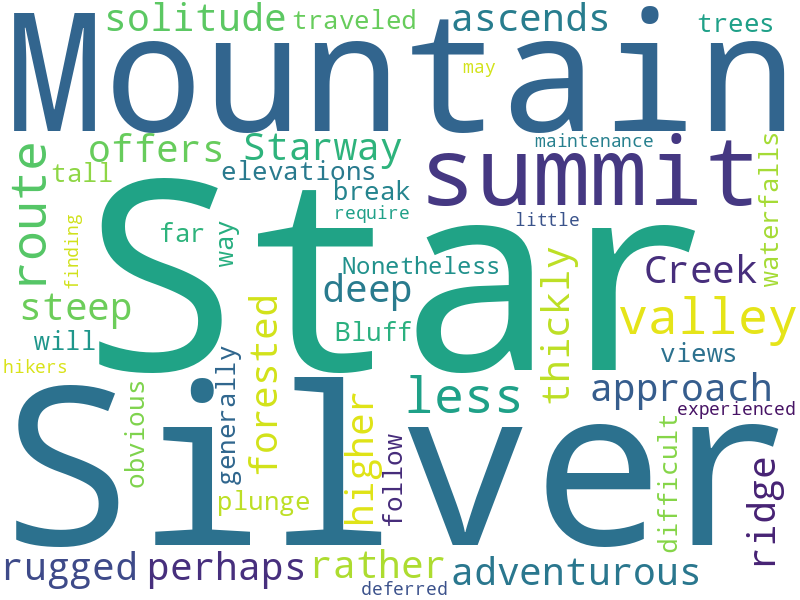 solitude
traveled
ascends
trees
Mountain
may
offers
Starway
maintenance
summit
waterfalls
route
tall
elevations
break
require
little
Star
finding
far
way
Nonetheless
thickly
Creek
steep
deep
valley
forested
will
Bluff
views
hikers
Silver
obvious
generally
higher
follow
less
approach
experienced
difficult
ridge
plunge
rugged
perhaps
rather
adventurous
deferred